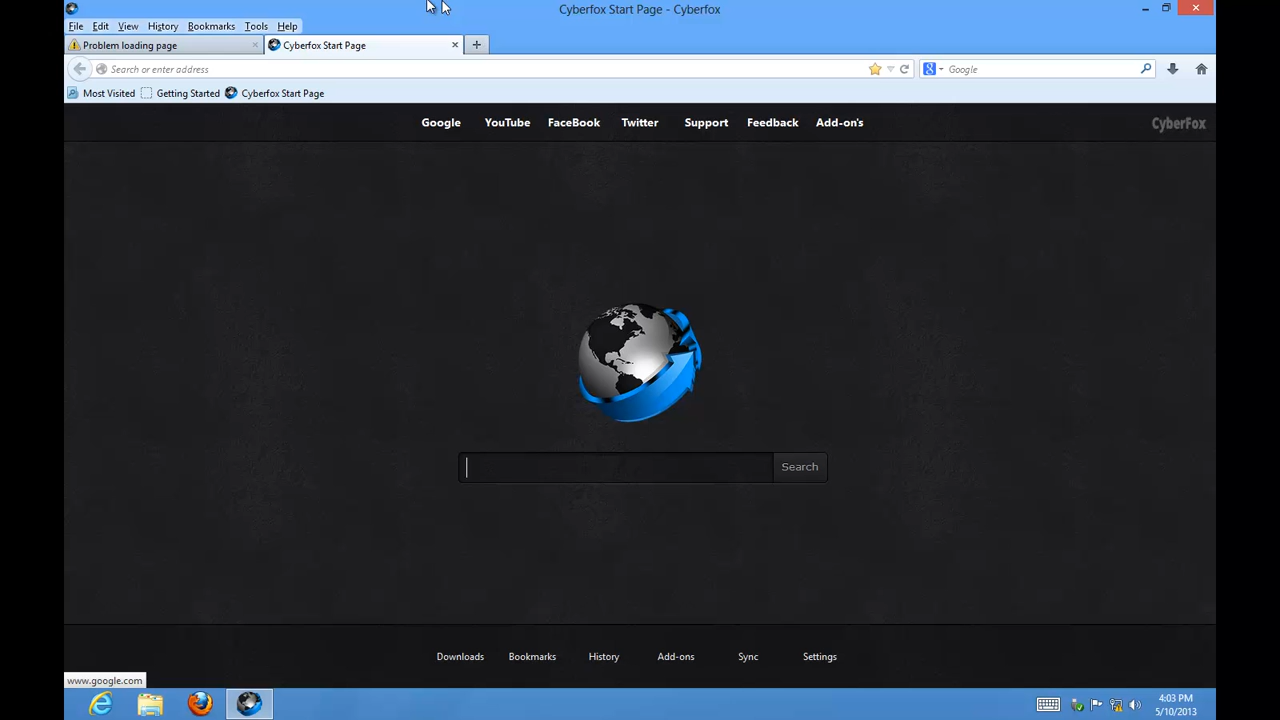 Cyberfox Start Page - Cyberfox
File Edit View History Bookmarks Tools Help
Problem loading page Cyberfox Start Page
Search or enter address Google
Most Visited Getting Started Cyberfox Start Page
Google YouTube FaceBook Twitter Support Feedback Add-on's CyberFox
Search
Downloads Bookmarks History Add-ons Sync Settings
www.google.com
4:03 PM
5/10/2013